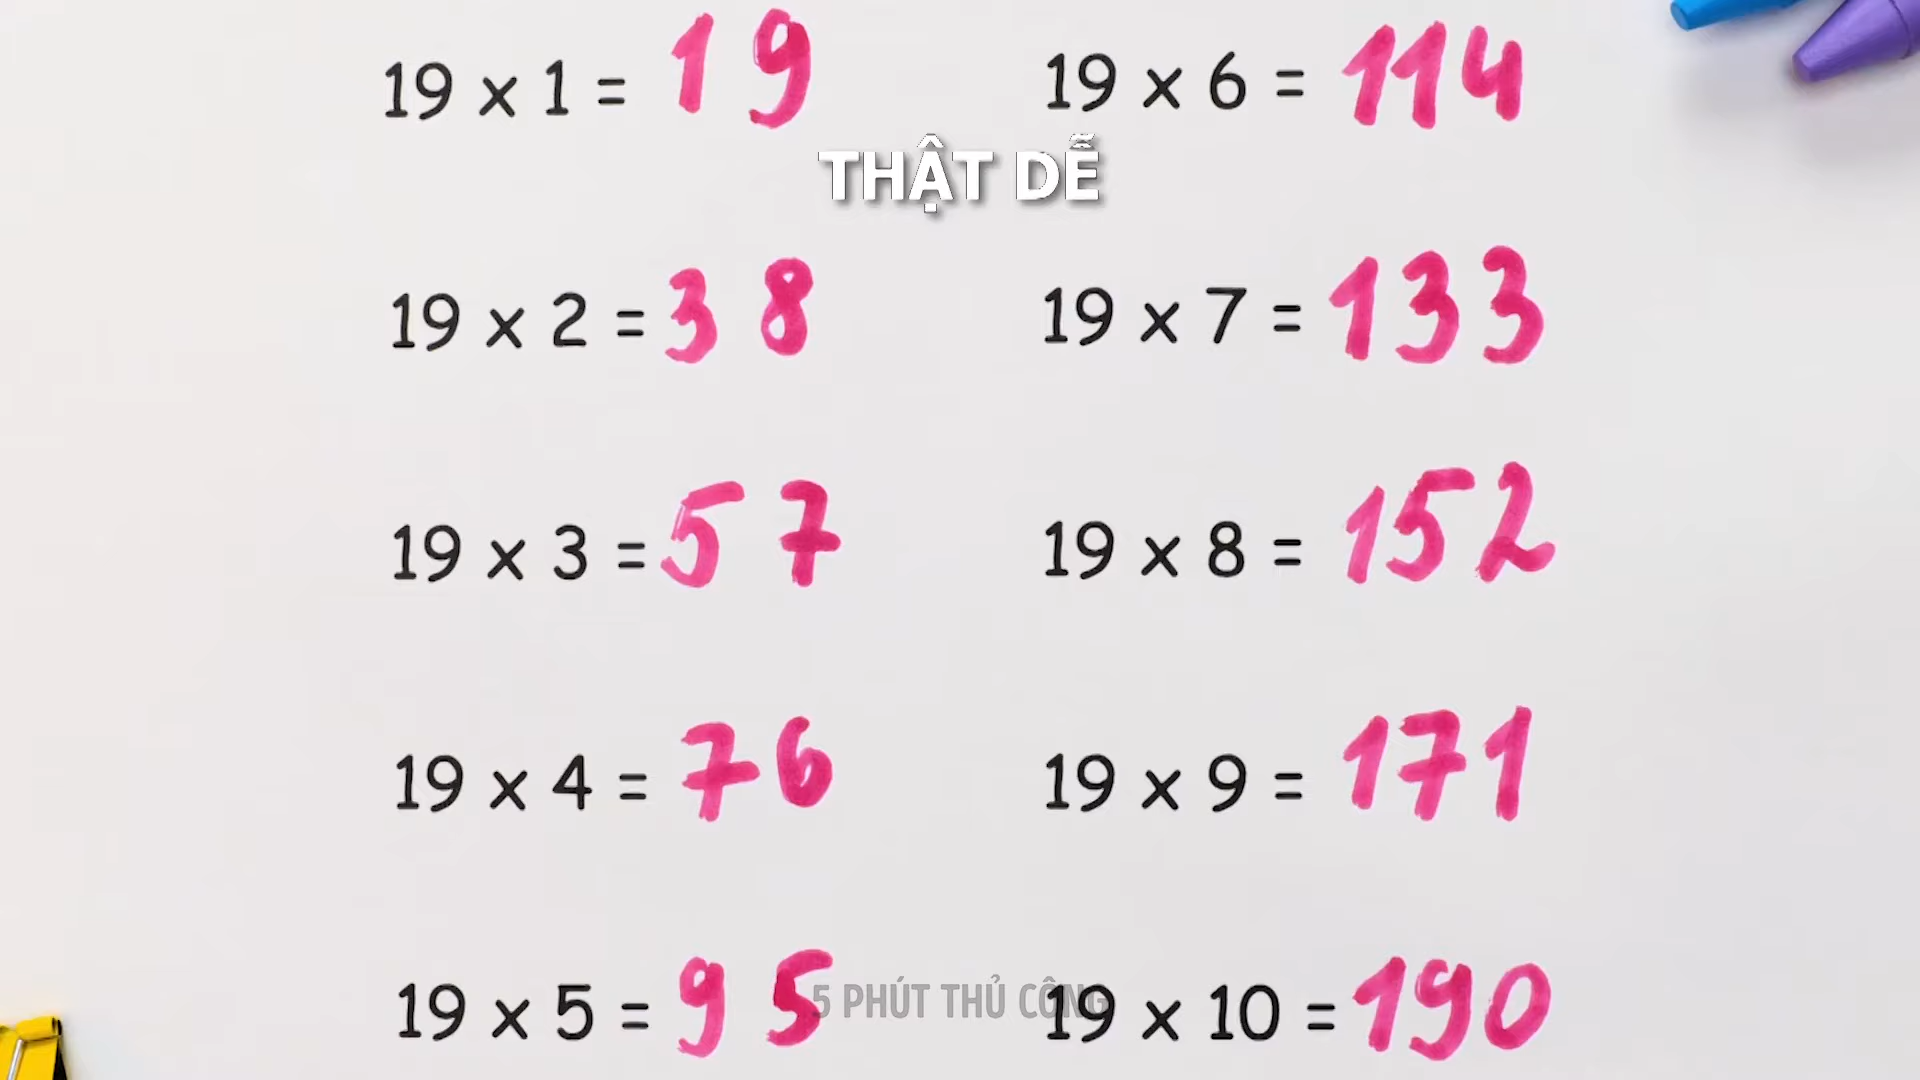 19 x 1 = 19
19 x 6 = 114
THẬT DỄ
19 x 2 = 38
19 x 7 = 133
19 x 3 = 57
19 x 8 = 152
19 x 4 = 76
19 x 9 = 171
19 x 5 = 95
19 x 10 = 190
5 PHÚT THỦ CÔNG